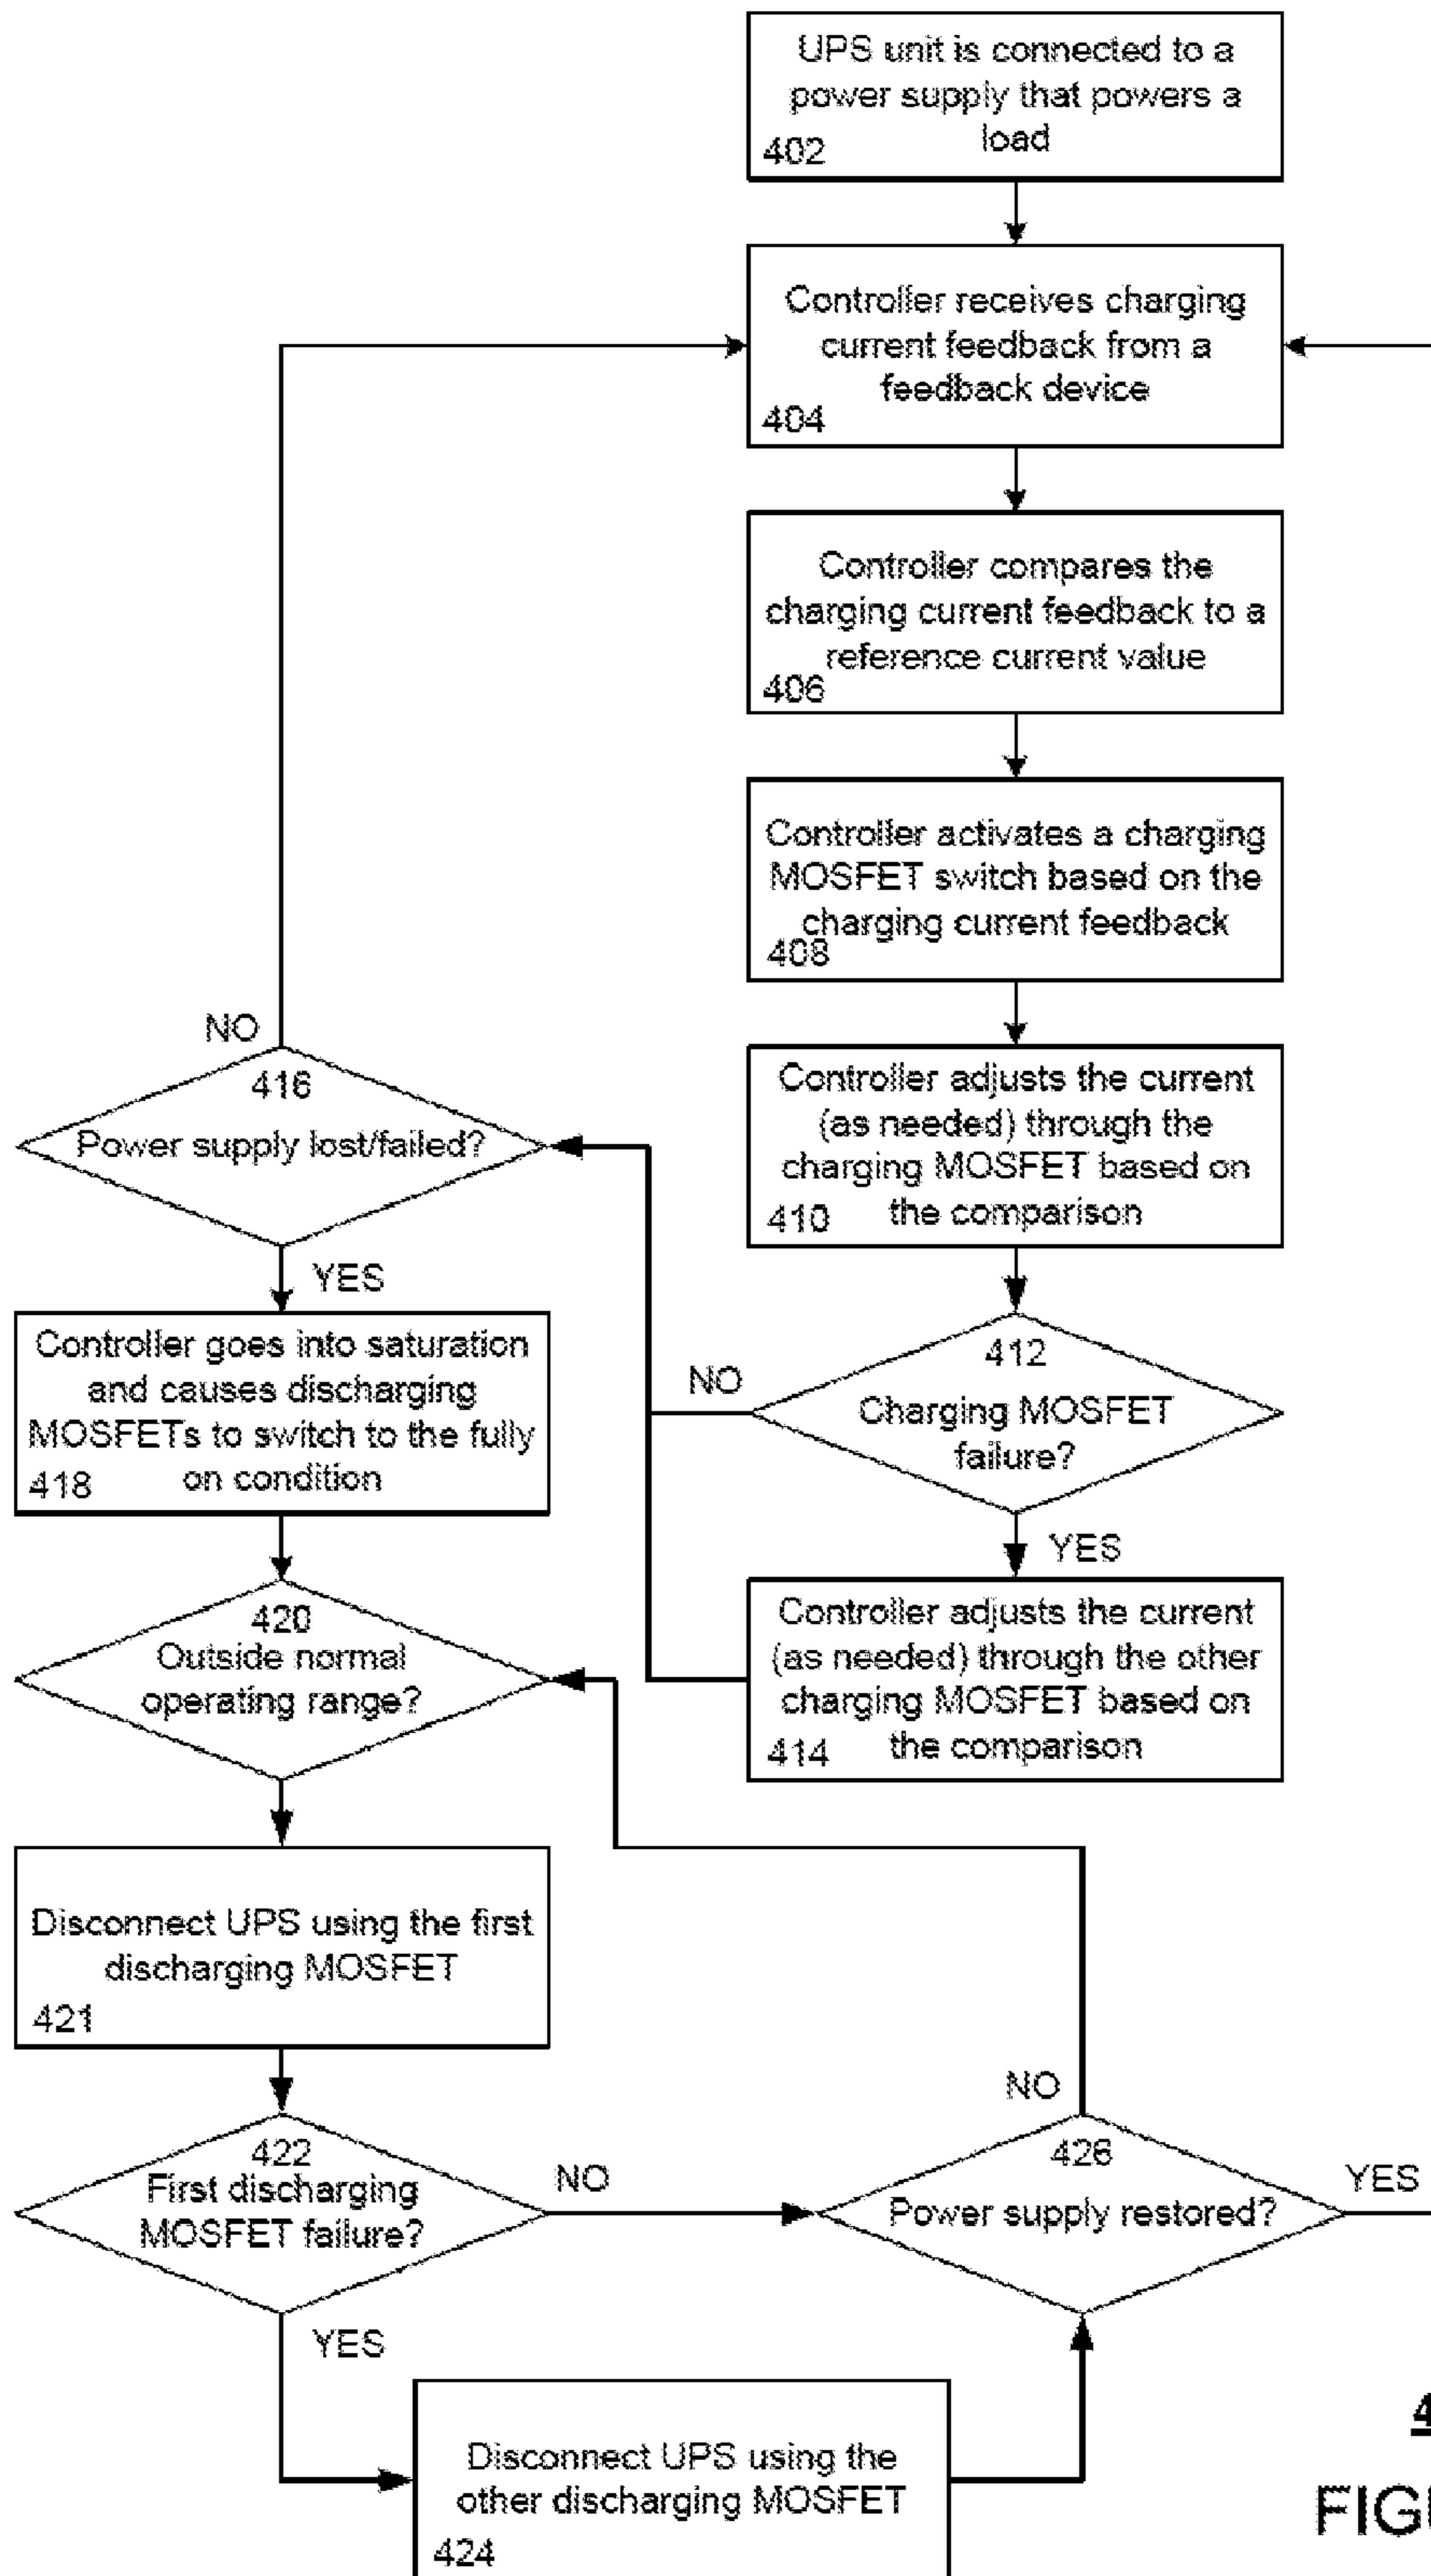 UPS unit is connected to a
power supply that powers a
load
402
Controller receives charging
current feedback from a
feedback device
404
Controller compares the
charging current feedback to a
reference current value
406
Controller activates a charging
MOSFET switch based on the
charging current feedback
408
Controller adjusts the current
(as needed) through the
charging MOSFET based on
the comparison
410
412
Charging MOSFET
failure?
NO
YES
Controller adjusts the current
(as needed) through the other
charging MOSFET based on
the comparison
414
NO
416
Power supply lost/failed?
YES
Controller goes into saturation
and causes discharging
MOSFETs to switch to the fully
on condition
418
420
Outside normal
operating range?
Disconnect UPS using the first
discharging MOSFET
421
422
First discharging
MOSFET failure?
NO
YES
Disconnect UPS using the
other discharging MOSFET
424
NO
426
Power supply restored?
YES